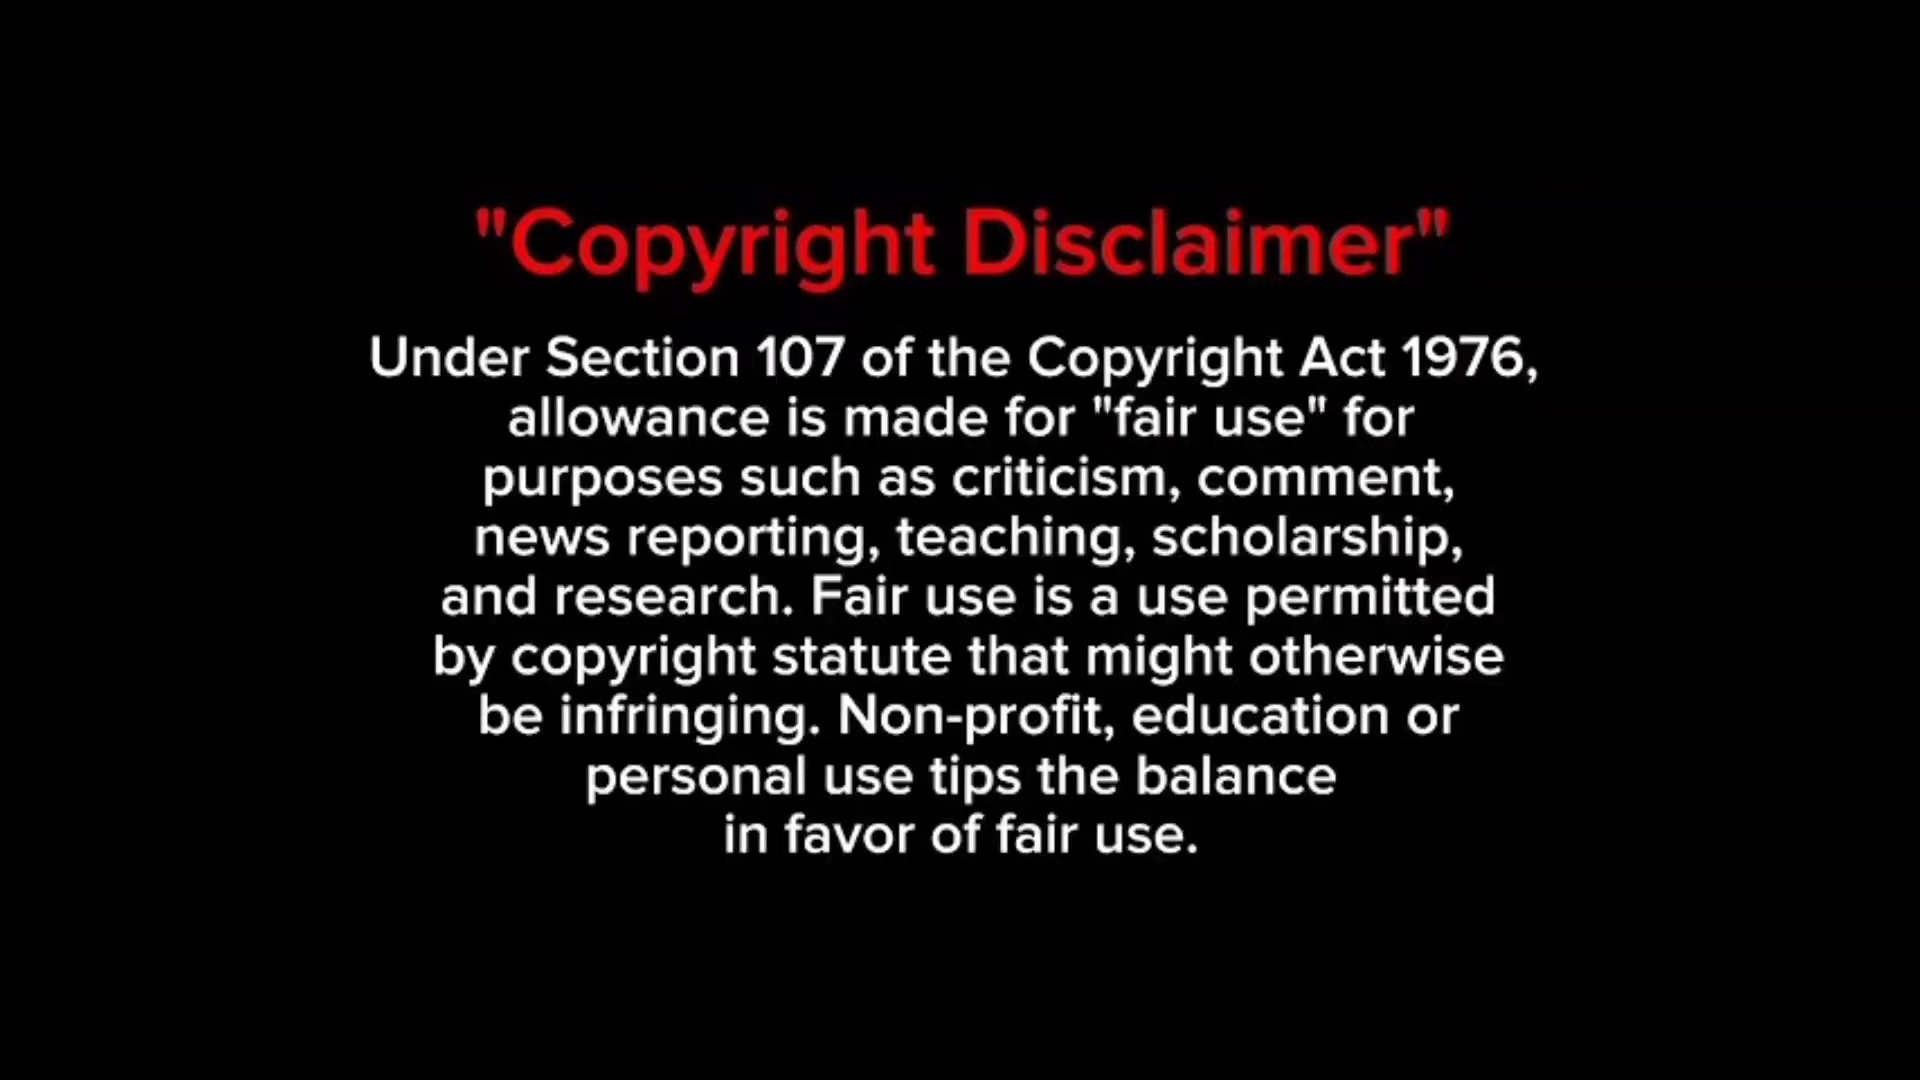 "Copyright Disclaimer"
Under Section 107 of the Copyright Act 1976,
allowance is made for "fair use" for
purposes such as criticism, comment,
news reporting, teaching, scholarship,
and research. Fair use is a use permitted
by copyright statute that might otherwise
be infringing. Non-profit, education or
personal use tips the balance
in favor of fair use.